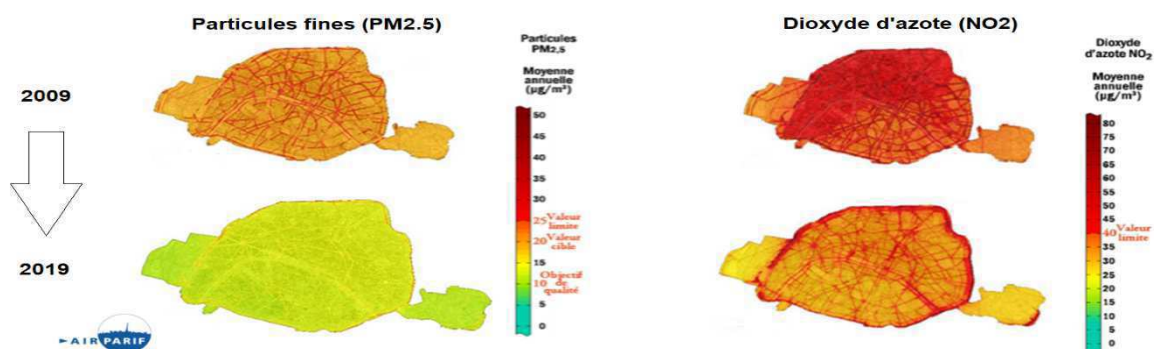 Particules fines (PM2.5)
Dioxyde d'azote (NO2)
2009
2019
Particules
PM2,5
Moyenne
annuelle
(µg/m³)
50
45
40
35
30
25 Valeur
limite
20 Valeur
cible
15
10 Objectif
de
qualité
5
0
Dioxyde
d'azote NO2
Moyenne
annuelle
(µg/m³)
80
75
70
65
60
55
50
45
40 Valeur
limite
35
30
25
20
15
10
5
0
AIRPARIF